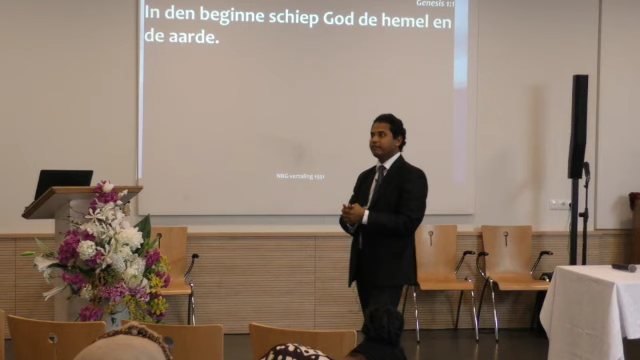 Genesis 1:1
In den beginne schiep God de hemel en
de aarde.
NBG-vertaling 1951